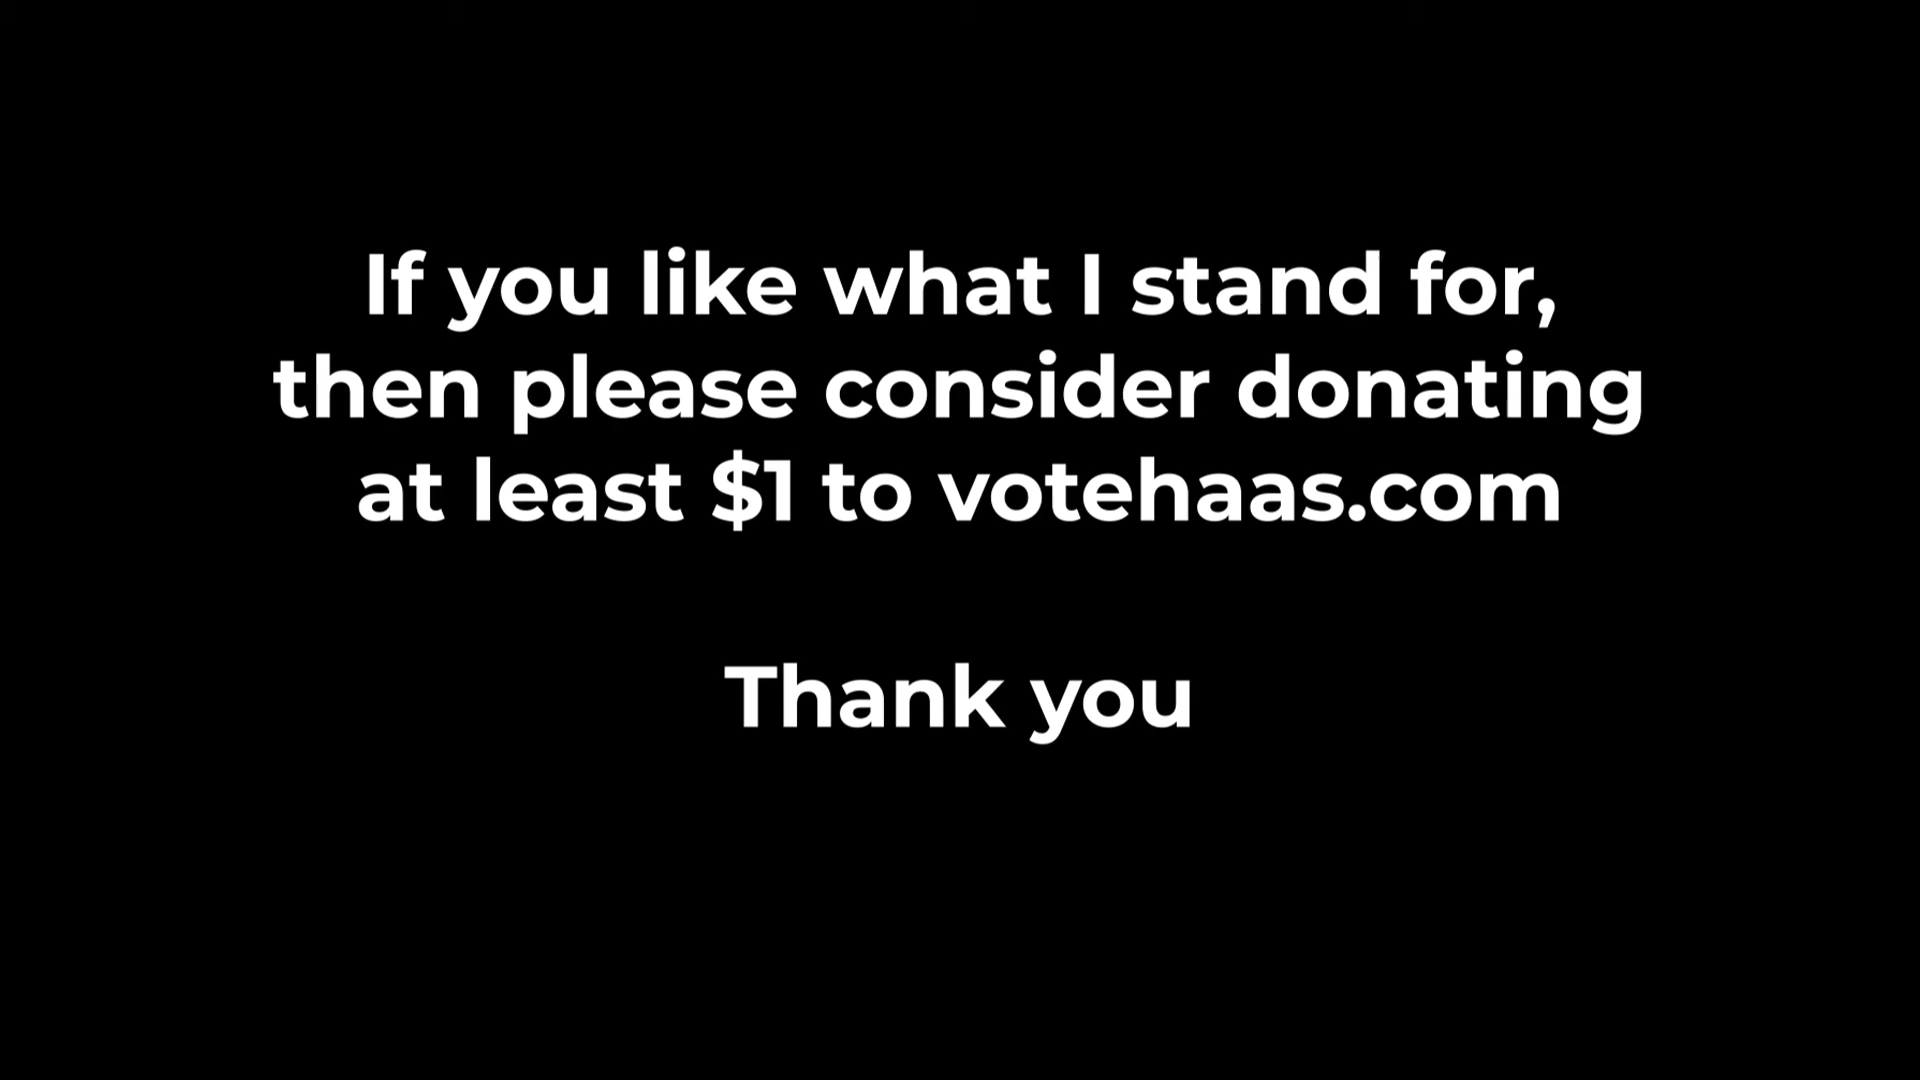 If you like what I stand for,
then please consider donating
at least $1 to votehaas.com
Thank you